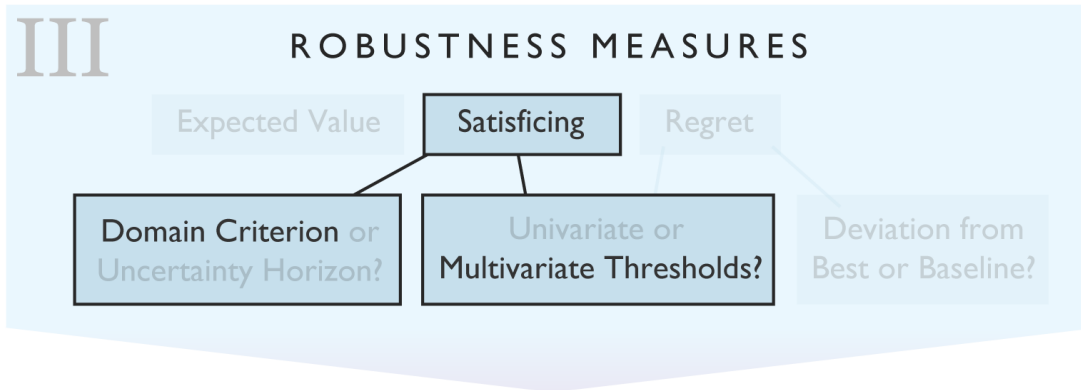 III
ROBUSTNESS MEASURES
Expected Value
Satisficing
Regret
Domain Criterion or
Uncertainty Horizon?
Univariate or
Multivariate Thresholds?
Deviation from
Best or Baseline?